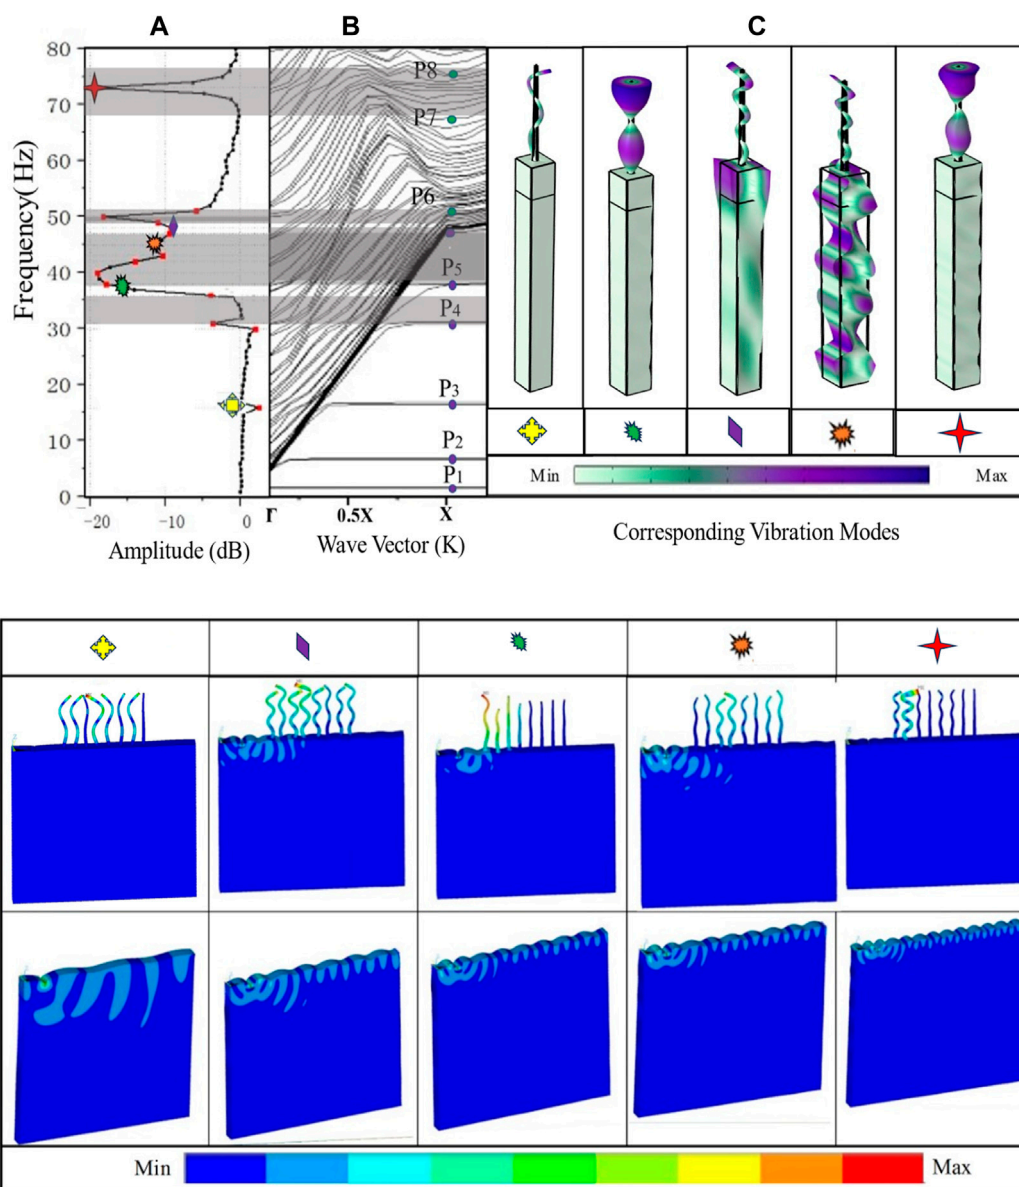 A
B
C
80
70
60
50
40
30
20
10
0
Frequency( Hz)
−20
−10
0
Amplitude (dB)
P8
P7
P6
P5
P4
P3
P2
P1
Γ
0.5X
X
Wave Vector (K)
Min
Max
Corresponding Vibration Modes
Min
Max